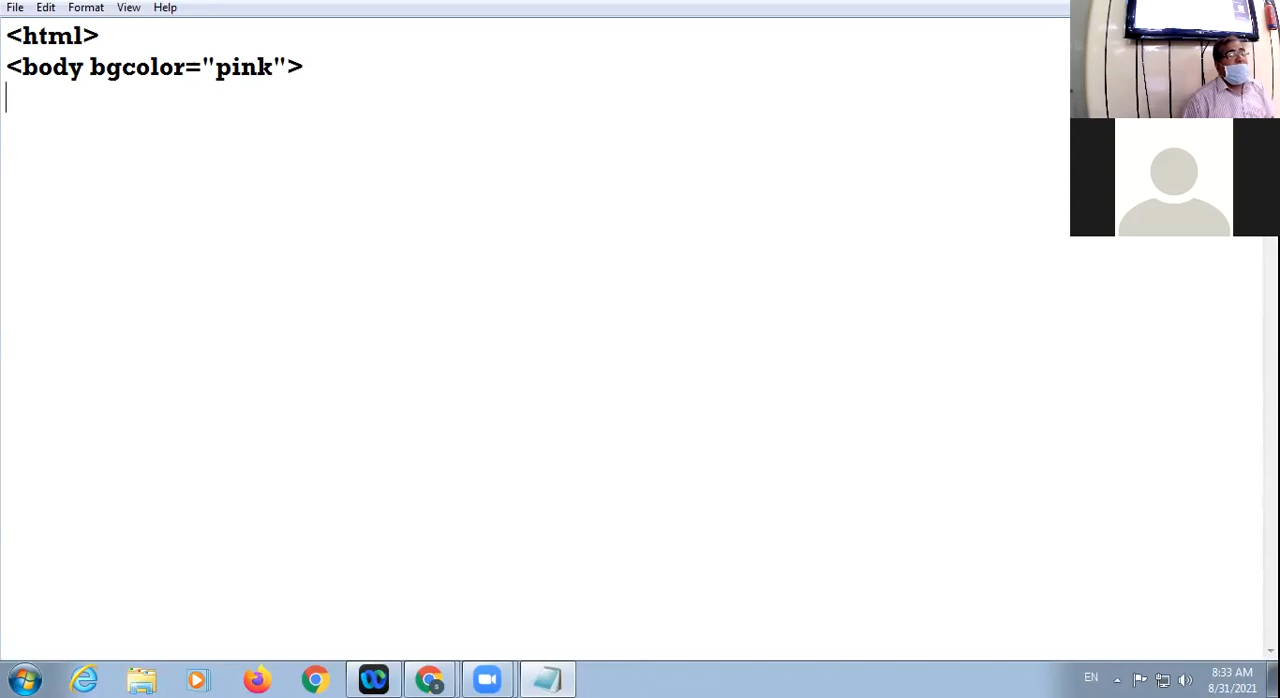 File Edit Format View Help
<html>
<body bgcolor="pink">
EN
8:33 AM
8/31/2021